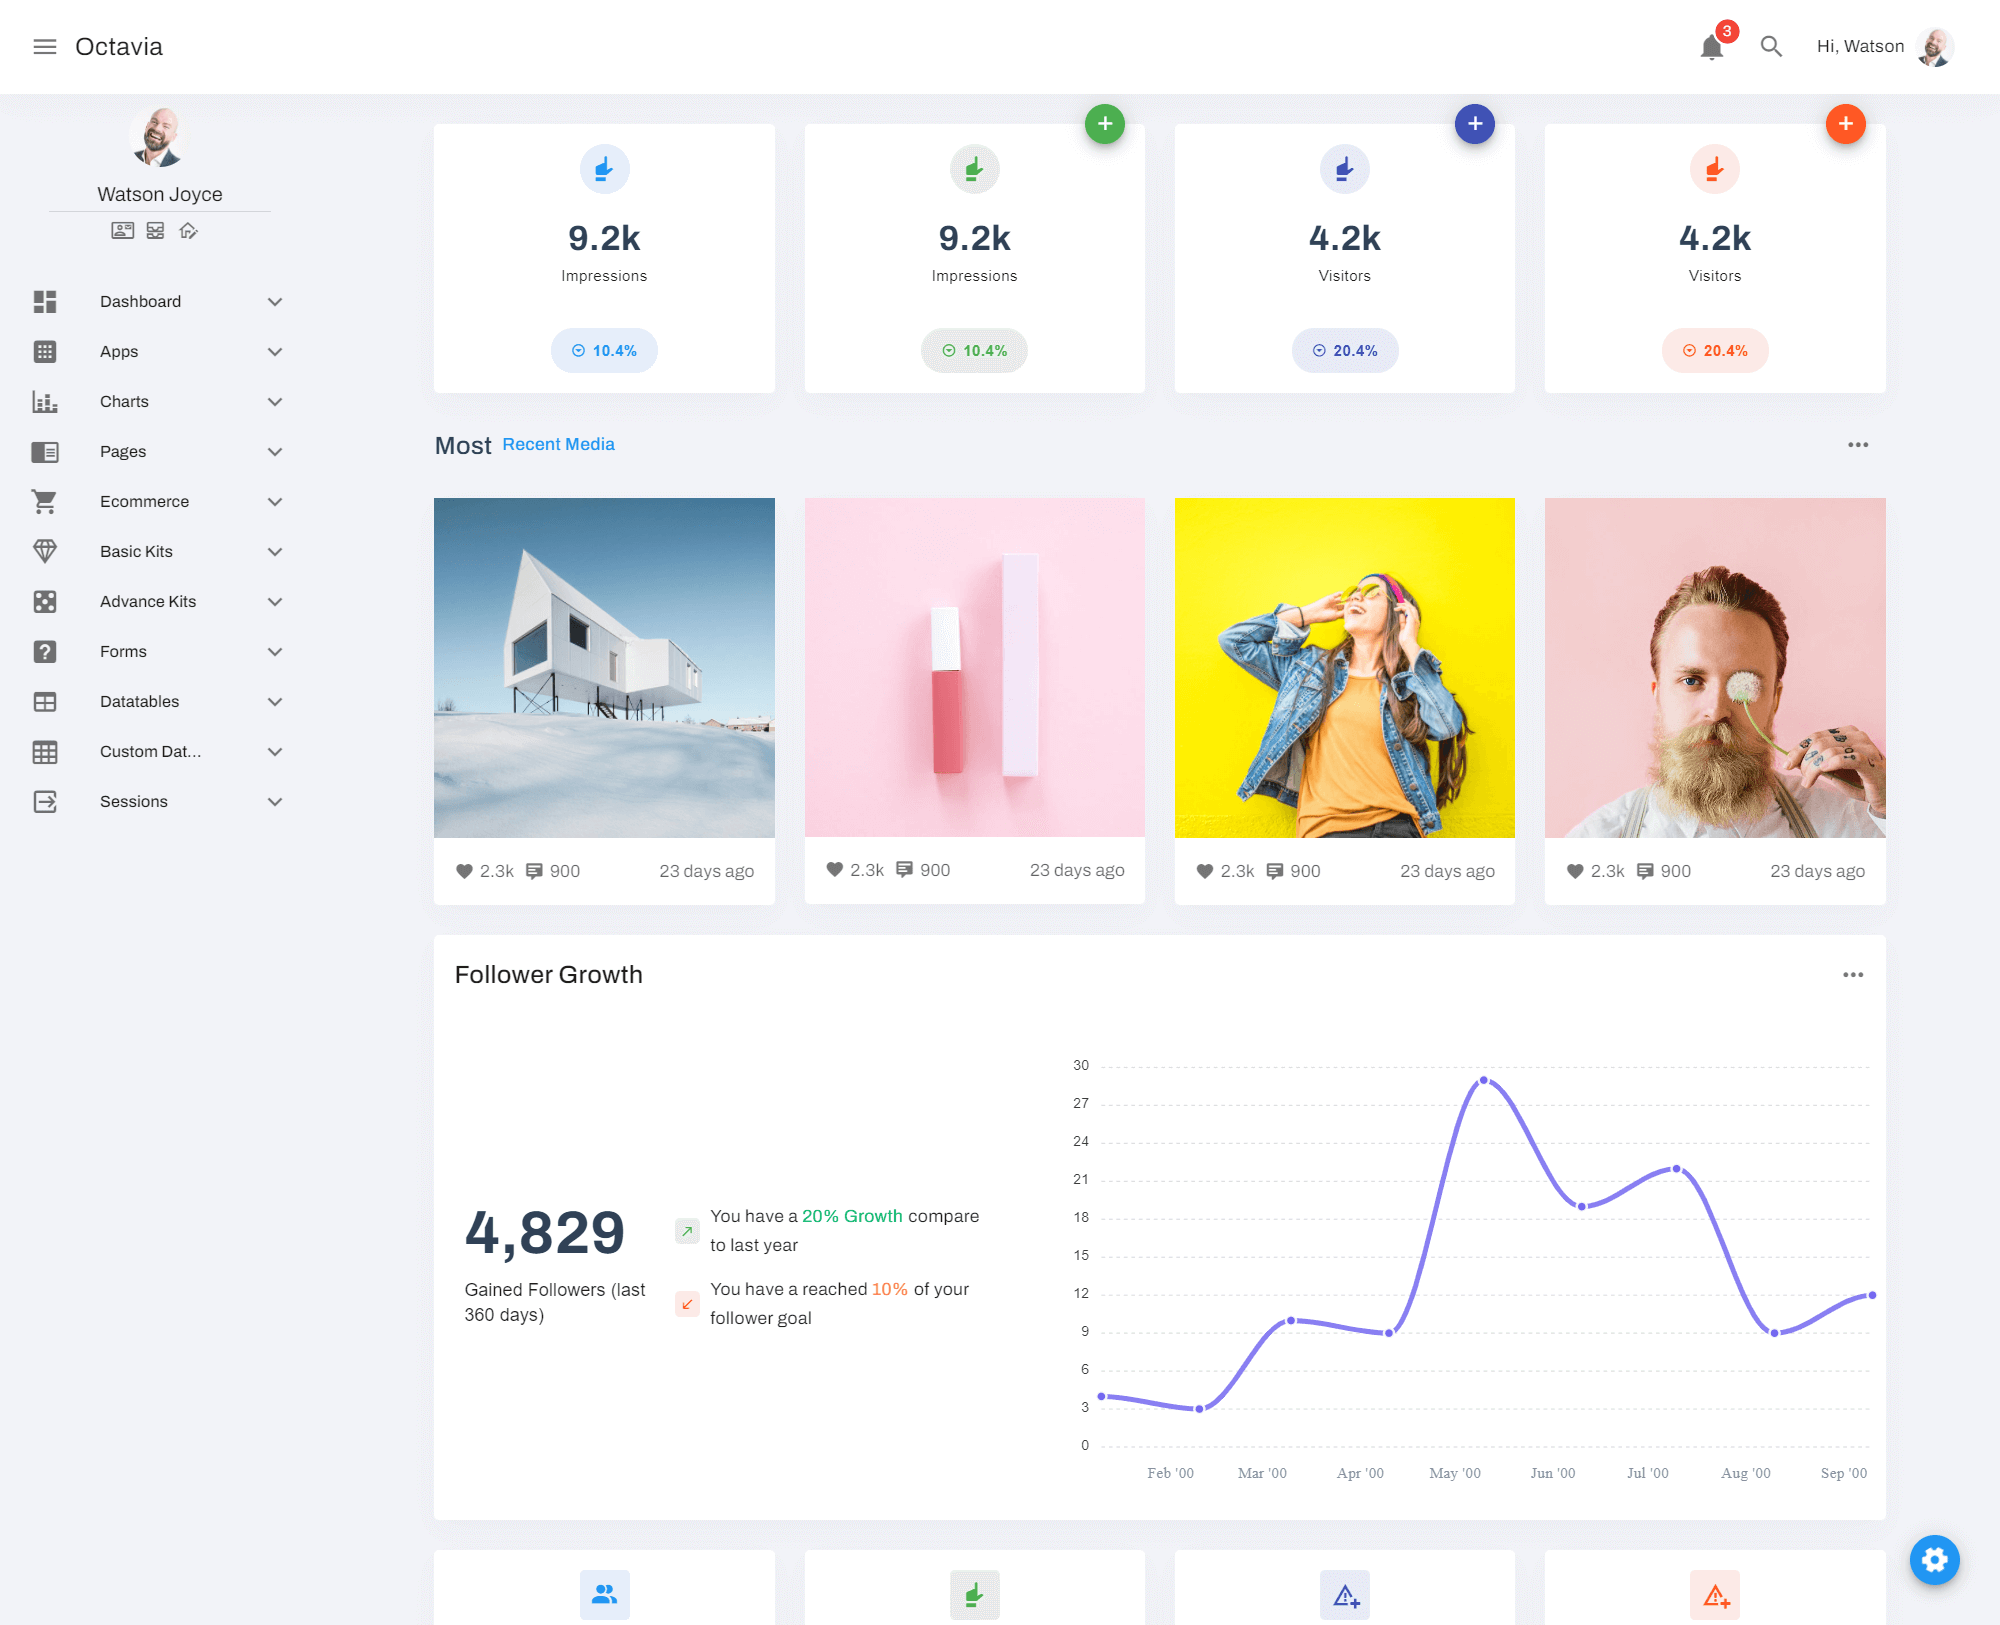 Octavia
3
Hi, Watson
Watson Joyce
Dashboard
Apps
Charts
Pages
Ecommerce
Basic Kits
Advance Kits
Forms
Datatables
Custom Dat...
Sessions
9.2k
Impressions
10.4%
9.2k
Impressions
10.4%
4.2k
Visitors
20.4%
4.2k
Visitors
20.4%
Most Recent Media
2.3k 900 23 days ago
2.3k 900 23 days ago
2.3k 900 23 days ago
2.3k 900 23 days ago
Follower Growth
4,829
Gained Followers (last
360 days)
You have a 20% Growth compare
to last year
You have a reached 10% of your
follower goal
30
27
24
21
18
15
12
9
6
3
0
Feb '00 Mar '00 Apr '00 May '00 Jun '00 Jul '00 Aug '00 Sep '00